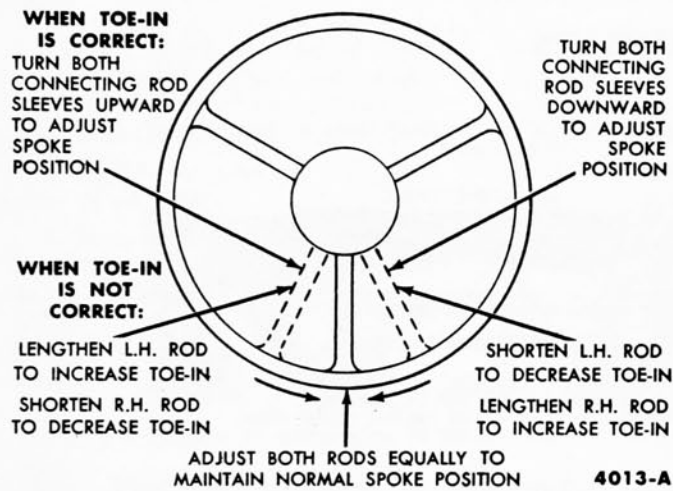 WHEN TOE-IN
IS CORRECT:
TURN BOTH
CONNECTING ROD
SLEEVES UPWARD
TO ADJUST
SPOKE
POSITION
TURN BOTH
CONNECTING
ROD SLEEVES
DOWNWARD
TO ADJUST
SPOKE
POSITION
WHEN TOE-IN
IS NOT
CORRECT:
LENGTHEN L.H. ROD
TO INCREASE TOE-IN
SHORTEN R.H. ROD
TO DECREASE TOE-IN
SHORTEN L.H. ROD
TO DECREASE TOE-IN
LENGTHEN R.H. ROD
TO INCREASE TOE-IN
ADJUST BOTH RODS EQUALLY TO
MAINTAIN NORMAL SPOKE POSITION
4013-A